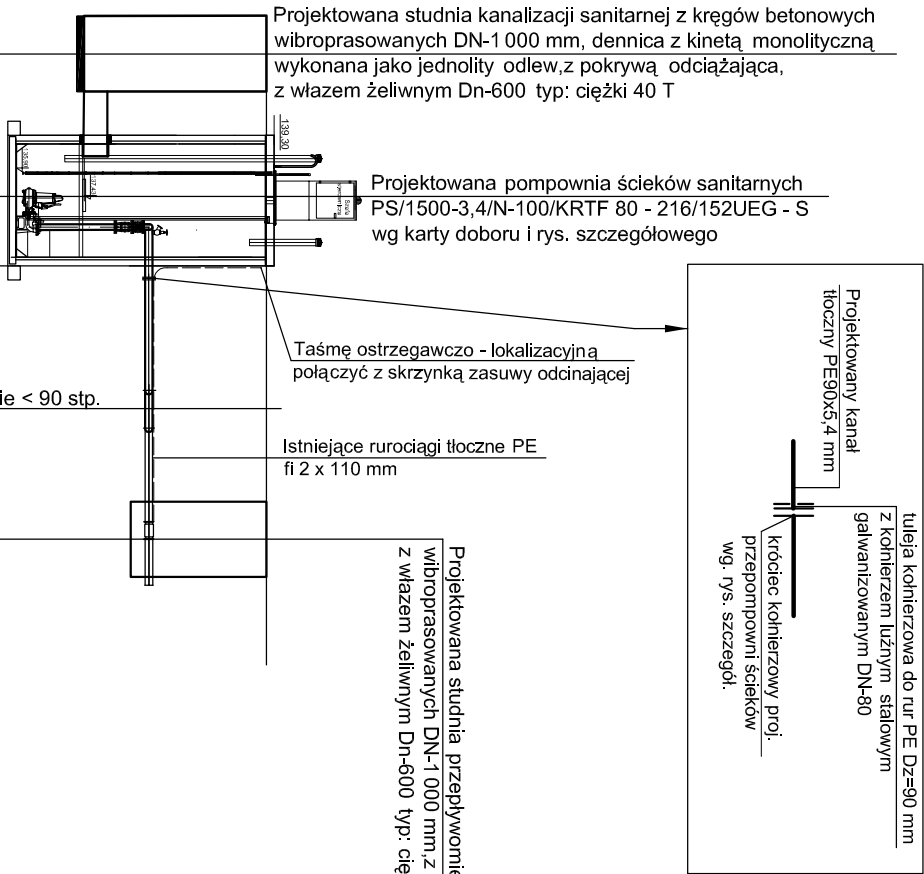 Projektowana studnia kanalizacji sanitarnej z kręgów betonowych
wibroprasowanych DN-1000 mm, dennica z kinetą monolityczną
wykonana jako jednolity odlew,z pokrywą odciążająca,
z włazem żeliwnym Dn-600 typ: ciężki 40 T
139.30
137.43
Projektowana pompownia ścieków sanitarnych
PS/1500-3,4/N-100/KRTF 80 - 216/152UEG - S
wg karty doboru i rys. szczegółowego
Taśmę ostrzegawczo - lokalizacyjną
połączyć z skrzynką zasuwy odcinającej
ie < 90 stp.
Istniejące rurociągi tłoczne PE
fi 2 x 110 mm
Projektowany kanał
tłoczny PE90x5,4 mm
tuleja kołnierzowa do rur PE Dz=90 mm
z kołnierzem luźnym stalowym
galwanizowanym DN-80
króciec kołnierzowy proj.
przepompowni ścieków
wg. rys. szczegół.
Projektowana studnia przepływomie
wibroprasowanych DN-1000 mm,z
z włazem żeliwnym Dn-600 typ: cię